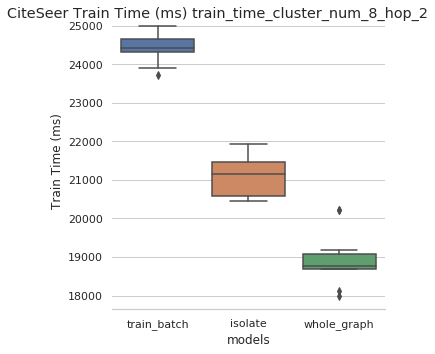 CiteSeer Train Time (ms) train_time_cluster_num_8_hop_2
25000
24000
23000
22000
21000
20000
19000
18000
Train Time (ms)
train_batch isolate whole_graph
models